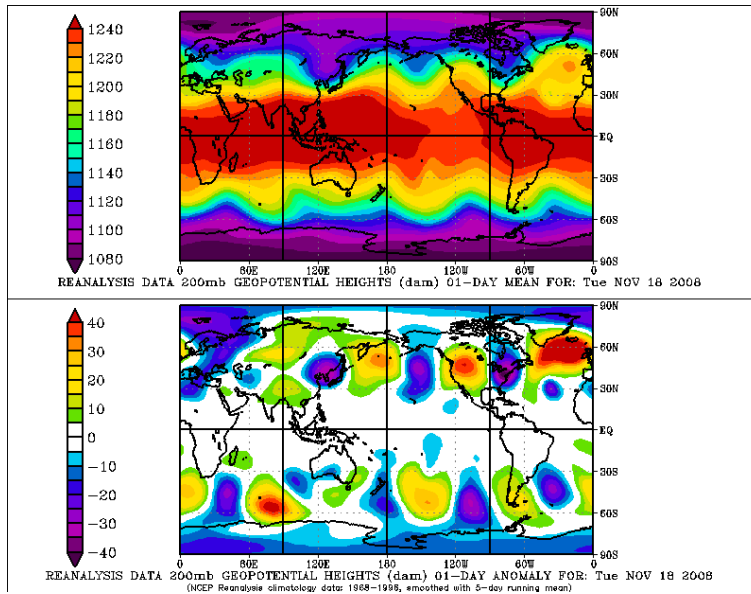 1240
1220
1200
1180
1160
1140
1120
1100
1080
90N
60N
30N
EQ
30S
60S
90S
0 60E 120E 180 120W 60W 0
REANALYSIS DATA 200mb GEOPOTENTIAL HEIGHTS (dam) 01-DAY MEAN FOR: Tue NOV 18 2008
40
30
20
10
5
0
-5
-10
-20
-30
-40
90N
60N
30N
EQ
30S
60S
90S
0 60E 120E 180 120W 60W 0
REANALYSIS DATA 200mb GEOPOTENTIAL HEIGHTS (dam) 01-DAY ANOMALY FOR: Tue NOV 18 2008
(NCEP Reanalysis climatology data: 1968-1996, smoothed with 5-day running mean)